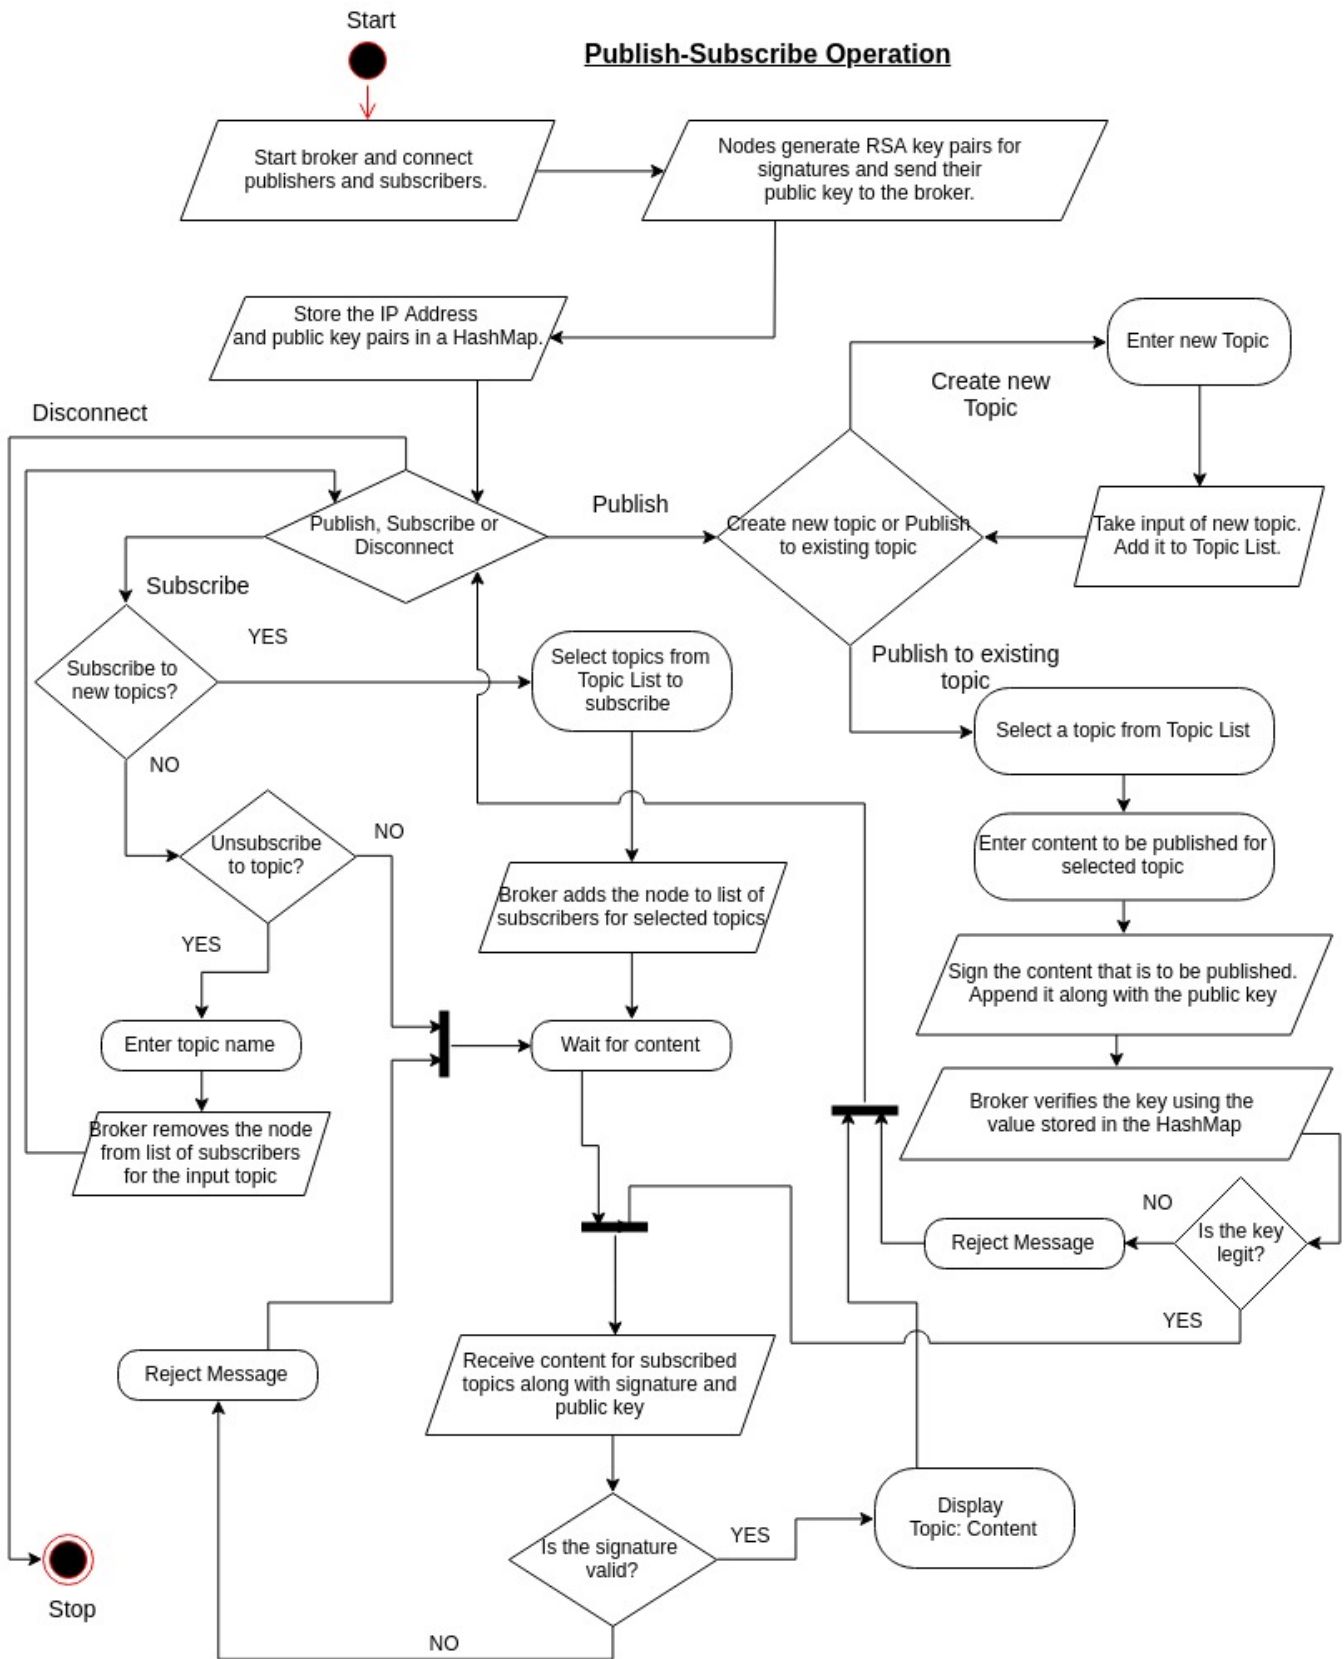 Start
Publish-Subscribe Operation
Start broker and connect
publishers and subscribers.
Nodes generate RSA key pairs for
signatures and send their
public key to the broker.
Store the IP Address
and public key pairs in a HashMap.
Enter new Topic
Create new
Topic
Disconnect
Publish
Publish, Subscribe or
Disconnect
Create new topic or Publish
to existing topic
Take input of new topic.
Add it to Topic List.
Subscribe
YES
Subscribe to
new topics?
Select topics from
Topic List to
subscribe
Publish to existing
topic
Select a topic from Topic List
NO
Unsubscribe
to topic?
NO
Enter content to be published for
selected topic
Broker adds the node to list of
subscribers for selected topics
YES
Sign the content that is to be published.
Append it along with the public key
Enter topic name
Wait for content
Broker verifies the key using the
value stored in the HashMap
Broker removes the node
from list of subscribers
for the input topic
NO
Reject Message
Is the key
legit?
YES
Reject Message
Receive content for subscribed
topics along with signature and
public key
Display
Topic: Content
YES
Is the signature
valid?
Stop
NO